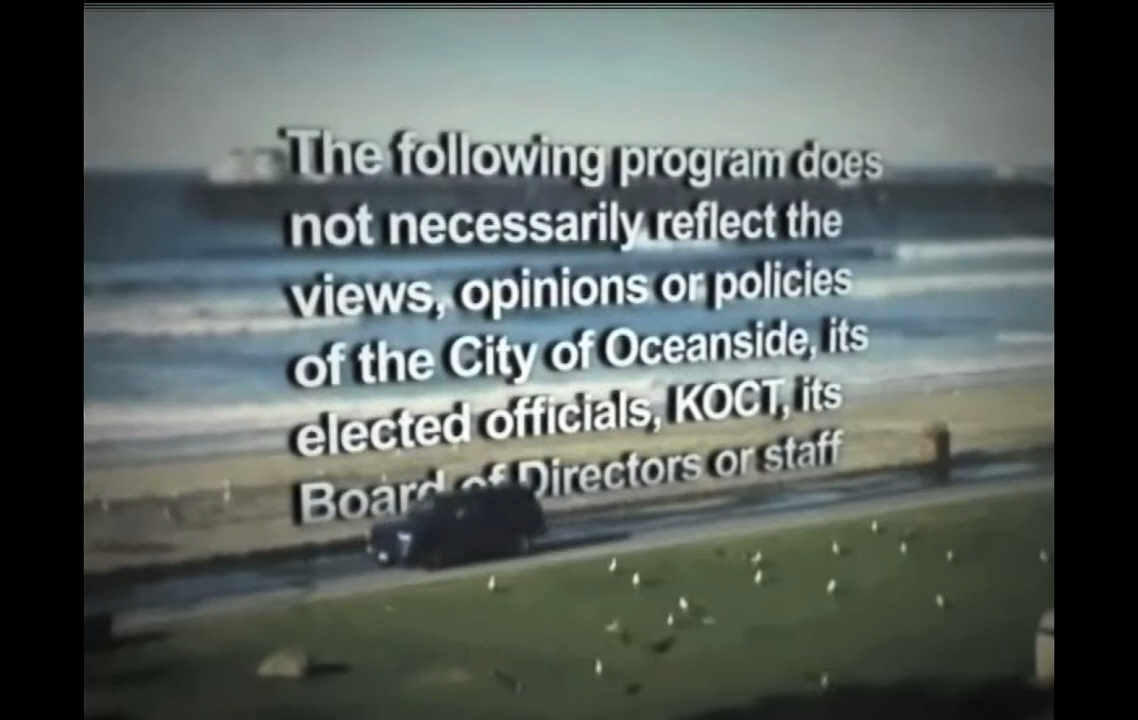 The following program does
not necessarily reflect the
views, opinions or policies
of the City of Oceanside, its
elected officials, KOCT, its
Board of Directors or staff